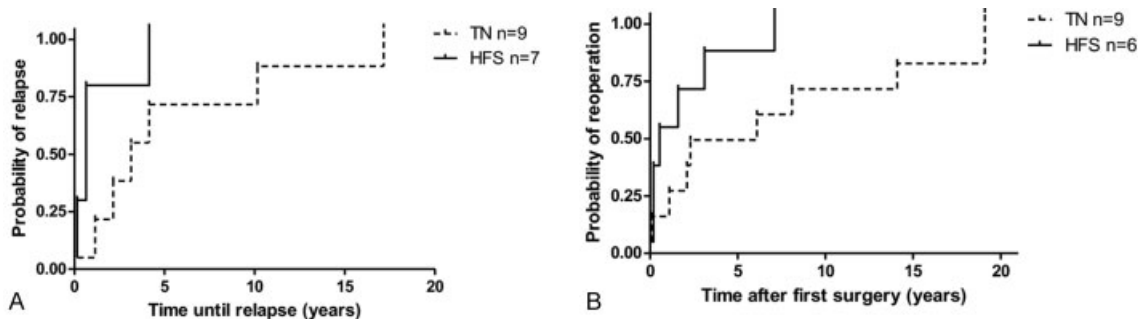 1.00
0.75
0.50
0.25
0.00
Probability of relapse
0 5 10 15 20
Time until relapse (years)
TN n=9
HFS n=7
A
1.00
0.75
0.50
0.25
0.00
Probability of reoperation
0 5 10 15 20
Time after first surgery (years)
TN n=9
HFS n=6
B